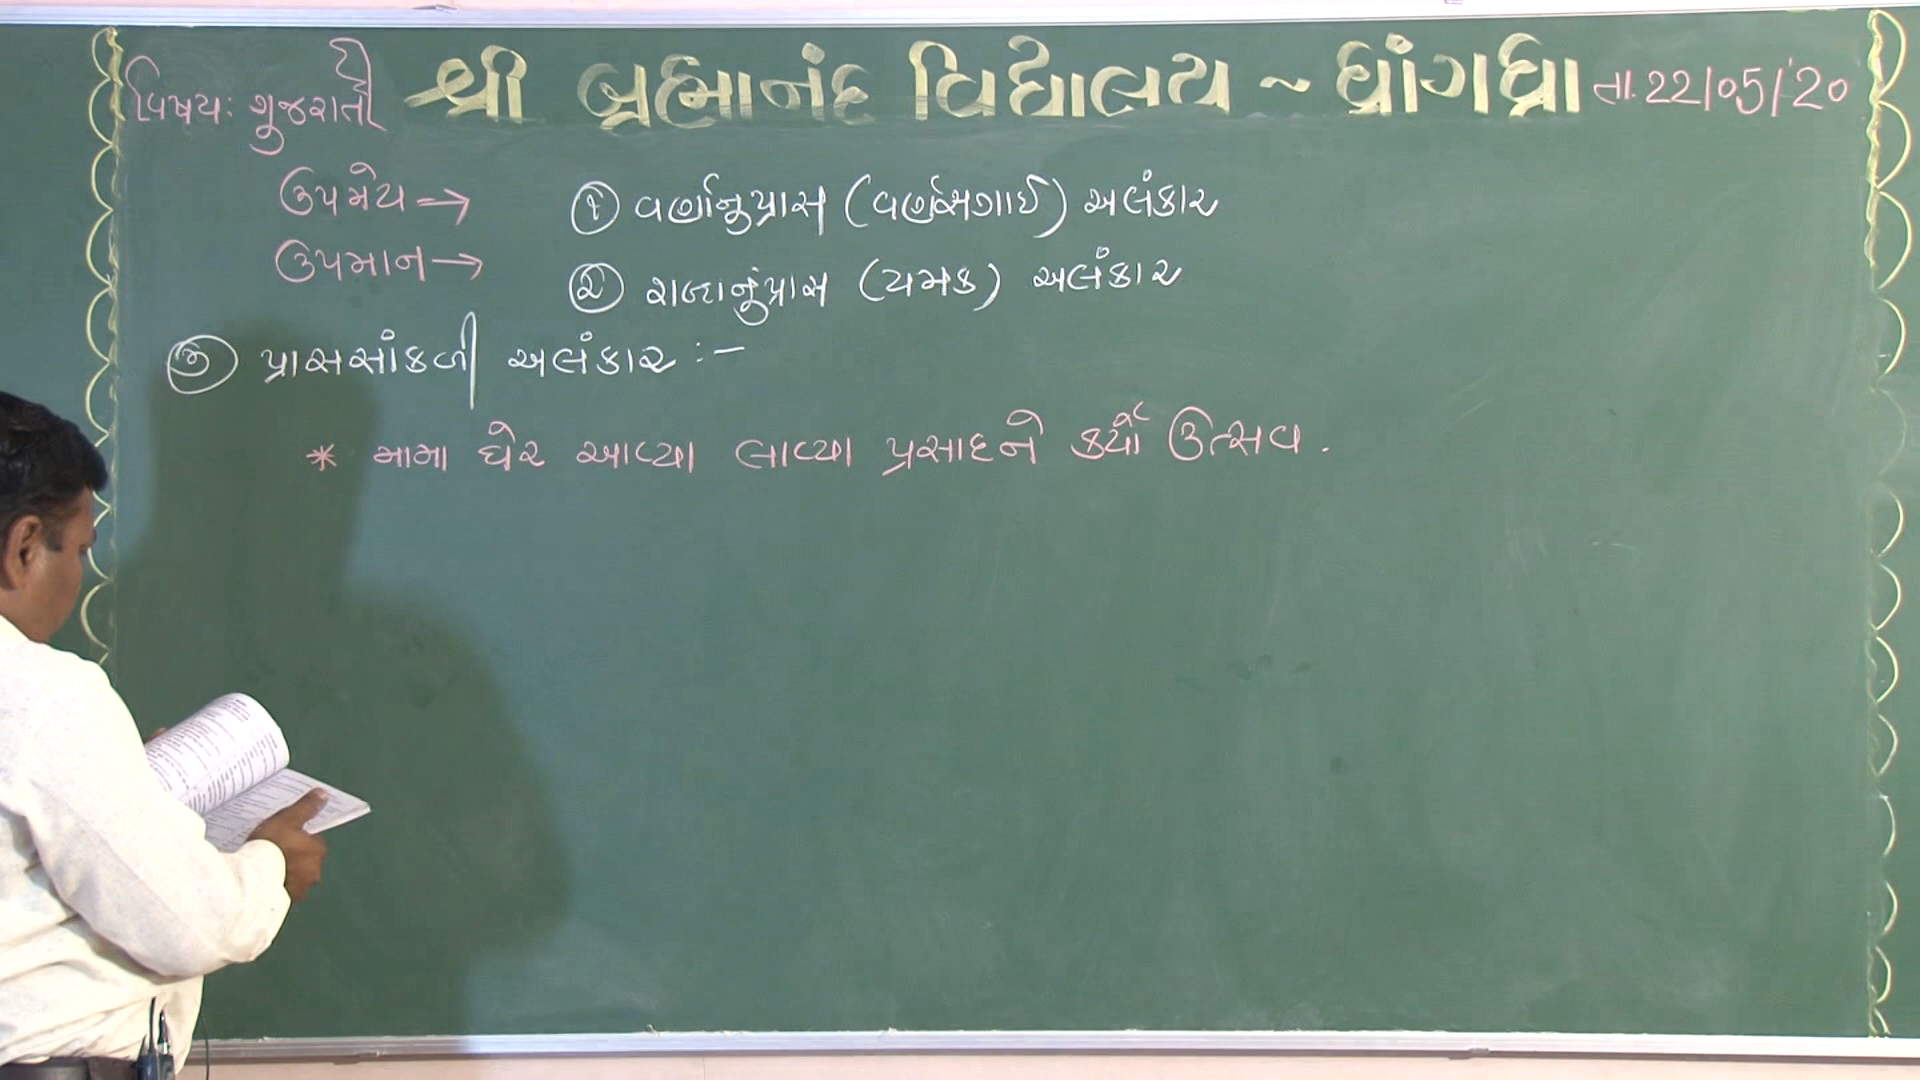 વિષય: ગુજરાતી શ્રી બ્રહ્માનંદ વિદ્યાલય ~ ધ્રાંગધ્રા તા. 22/05/'20
ઉપમેય → ① વર્ણાનુપ્રાસ (વર્ણસગાઈ) અલંકાર
ઉપમાન → ② શબ્દાનુંપ્રાસ (યમક) અલંકાર
③ પ્રાસસાંકળી અલંકાર :-
* મામા ઘેર આવ્યા લાવ્યા પ્રસાદને કર્યો ઉત્સવ.